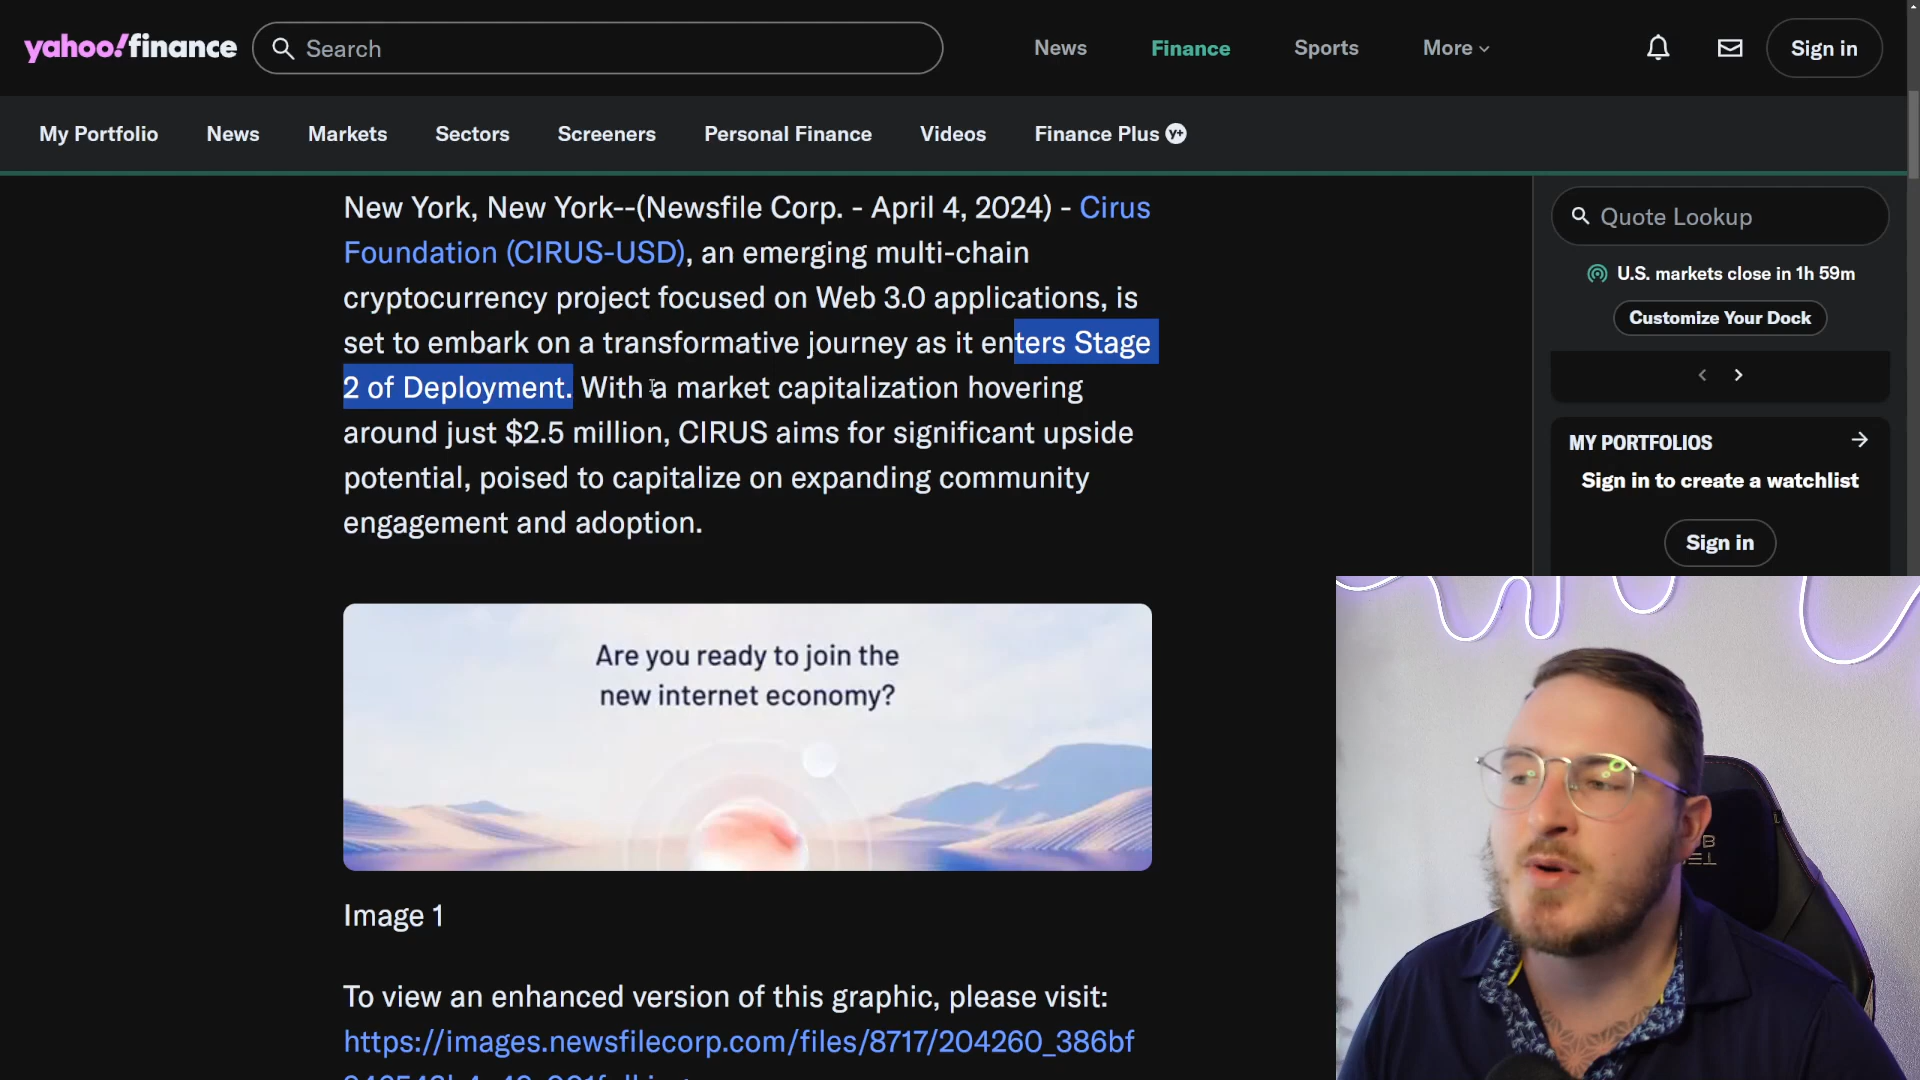 yahoo!finance
Search
News
Finance
Sports
More
Sign in
My Portfolio
News
Markets
Sectors
Screeners
Personal Finance
Videos
Finance Plus y+
New York, New York--(Newsfile Corp. - April 4, 2024) - Cirus
Foundation (CIRUS-USD), an emerging multi-chain
cryptocurrency project focused on Web 3.0 applications, is
set to embark on a transformative journey as it enters Stage
2 of Deployment. With a market capitalization hovering
around just $2.5 million, CIRUS aims for significant upside
potential, poised to capitalize on expanding community
engagement and adoption.
Are you ready to join the
new internet economy?
Image 1
To view an enhanced version of this graphic, please visit:
https://images.newsfilecorp.com/files/8717/204260_386bf
Quote Lookup
U.S. markets close in 1h 59m
Customize Your Dock
MY PORTFOLIOS
Sign in to create a watchlist
Sign in